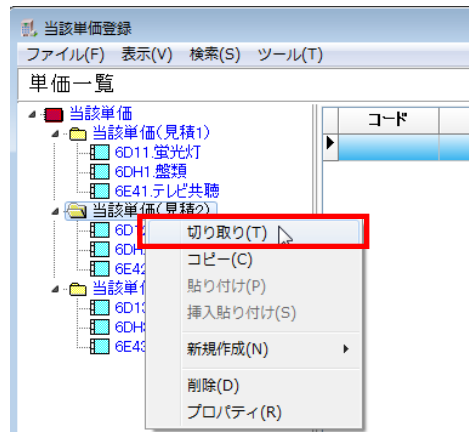 当該単価登録
ファイル(F) 表示(V) 検索(S) ツール(T)
単価一覧
当該単価
当該単価(見積1)
6D11.蛍光灯
6DH1.盤類
6E41.テレビ共聴
当該単価(見積2)
6D12
6E42
6D13
6E43
コード
切り取り(T)
コピー(C)
貼り付け(P)
挿入貼り付け(S)
新規作成(N)
削除(D)
プロパティ(R)